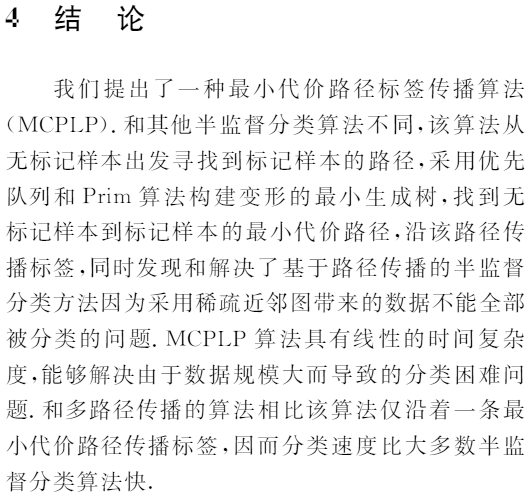 4 结 论
我们提出了一种最小代价路径标签传播算法
(MCPLP). 和其他半监督分类算法不同,该算法从
无标记样本出发寻找到标记样本的路径,采用优先
队列和 Prim 算法构建变形的最小生成树,找到无
标记样本到标记样本的最小代价路径,沿该路径传
播标签,同时发现和解决了基于路径传播的半监督
分类方法因为采用稀疏近邻图带来的数据不能全部
被分类的问题. MCPLP 算法具有线性的时间复杂
度,能够解决由于数据规模大而导致的分类困难问
题. 和多路径传播的算法相比该算法仅沿着一条最
小代价路径传播标签,因而分类速度比大多数半监
督分类算法快.